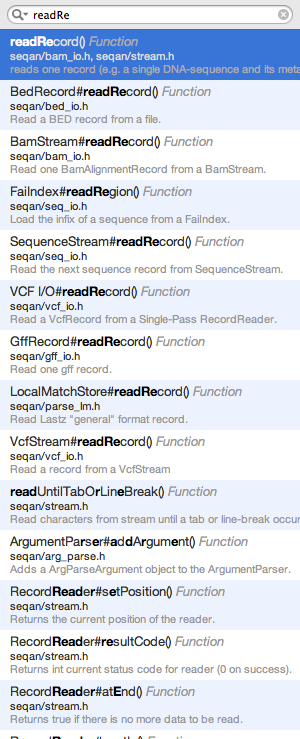 readRe
readRecord() Function
seqan/bam_io.h, seqan/stream.h
reads one record (e.g. a single DNA-sequence and its meta
BedRecord#readRecord() Function
seqan/bed_io.h
Read a BED record from a file.
BamStream#readRecord() Function
seqan/bam_io.h
Read one BamAlignmentRecord from a BamStream.
FaiIndex#readRegion() Function
seqan/seq_io.h
Load the infix of a sequence from a FaiIndex.
SequenceStream#readRecord() Function
seqan/seq_io.h
Read the next sequence record from SequenceStream.
VCF I/O#readRecord() Function
seqan/vcf_io.h
Read a VcfRecord from a Single-Pass RecordReader.
GffRecord#readRecord() Function
seqan/gff_io.h
Read one gff record.
LocalMatchStore#readRecord() Function
seqan/parse_lm.h
Read Lastz "general" format record.
VcfStream#readRecord() Function
seqan/vcf_io.h
Read a record from a VcfStream
readUntilTabOrLineBreak() Function
seqan/stream.h
Read characters from stream until a tab or line-break occur
ArgumentParser#addArgument() Function
seqan/arg_parse.h
Adds a ArgParseArgument object to the ArgumentParser.
RecordReader#setPosition() Function
seqan/stream.h
Returns the current position of the reader.
RecordReader#resultCode() Function
seqan/stream.h
Returns int current status code for reader (0 on success).
RecordReader#atEnd() Function
seqan/stream.h
Returns true if there is no more data to be read.